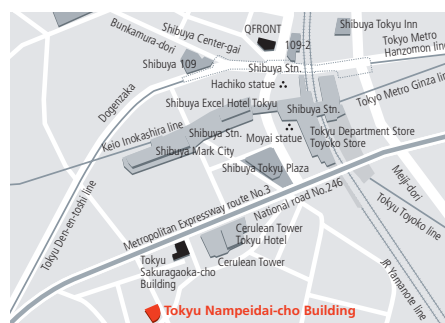 QFRONT
Shibuya Tokyu Inn
Bunkamura-dori
Shibuya Center-gai
109-2
Tokyo Metro
Hanzomon line
Shibuya 109
Shibuya Stn.
Hachiko statue
Dogenzaka
Tokyo Metro Ginza line
Shibuya Excel Hotel Tokyu
Shibuya Stn.
Keio Inokashira line
Shibuya Stn.
Moyai statue
Tokyu Department Store
Toyoko Store
Shibuya Mark City
Shibuya Tokyu Plaza
Meiji-dori
Metropolitan Expressway route No.3
National road No.246
Tokyu Toyoko line
Tokyu Den-en-toshi line
Cerulean Tower
Tokyu Hotel
Tokyu
Sakuragaoka-cho
Building
Cerulean Tower
JR Yamanote line
Tokyu Nampeidai-cho Building